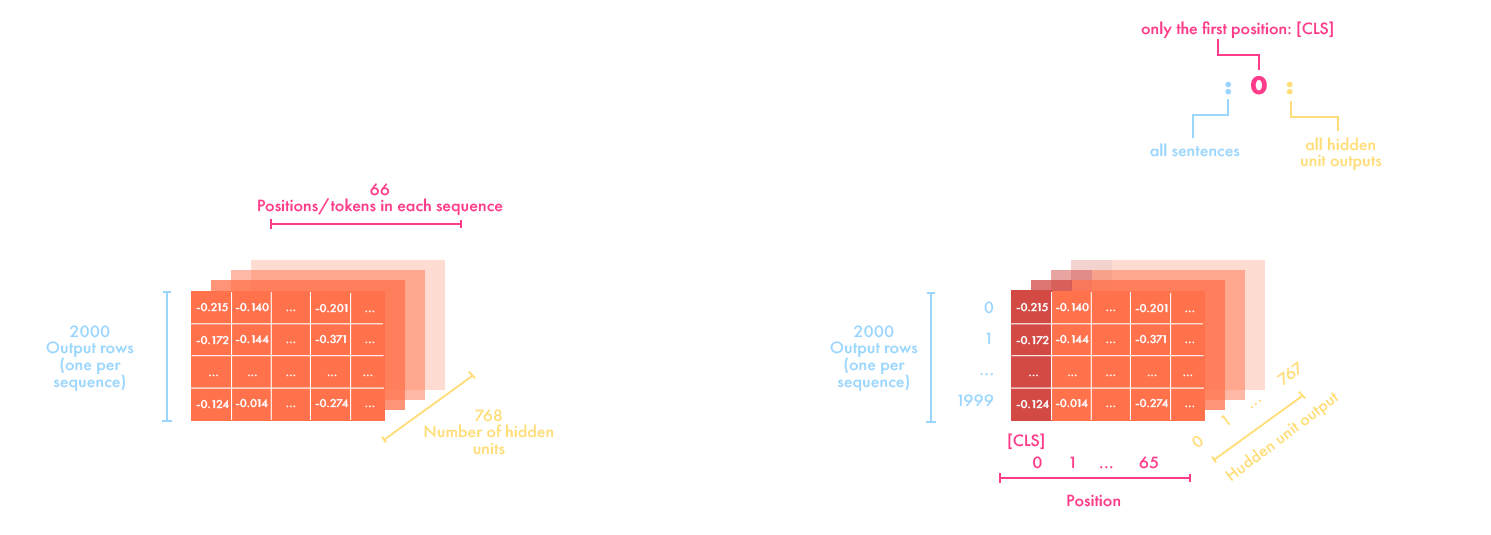 only the first position: [CLS]
: 0 :
all sentences
all hidden
unit outputs
66
Positions/tokens in each sequence
2000
Output rows
(one per
sequence)
-0.215 -0.140 ... -0.201 ...
-0.172 -0.144 ... -0.371 ...
... ... ... ... ...
-0.124 -0.014 ... -0.274 ...
768
Number of hidden
units
2000
Output rows
(one per
sequence)
0
1
...
1999
-0.215 -0.140 ... -0.201 ...
-0.172 -0.144 ... -0.371 ...
... ... ... ... ...
-0.124 -0.014 ... -0.274 ...
[CLS]
0 1 ... 65
Position
0 1 ... 767
Hudden unit output